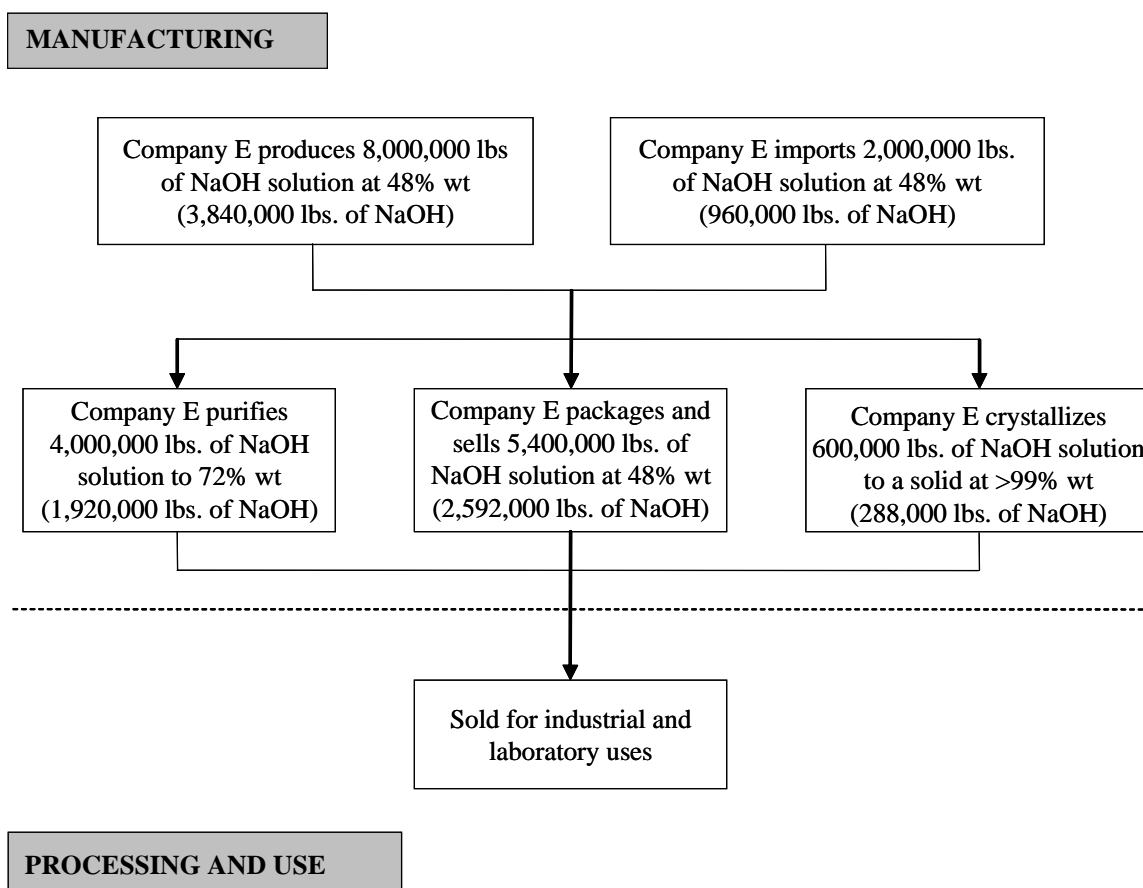 MANUFACTURING
Company E produces 8,000,000 lbs
of NaOH solution at 48% wt
(3,840,000 lbs. of NaOH)
Company E imports 2,000,000 lbs.
of NaOH solution at 48% wt
(960,000 lbs. of NaOH)
Company E purifies
4,000,000 lbs. of NaOH
solution to 72% wt
(1,920,000 lbs. of NaOH)
Company E packages and
sells 5,400,000 lbs. of
NaOH solution at 48% wt
(2,592,000 lbs. of NaOH)
Company E crystallizes
600,000 lbs. of NaOH solution
to a solid at >99% wt
(288,000 lbs. of NaOH)
Sold for industrial and
laboratory uses
PROCESSING AND USE